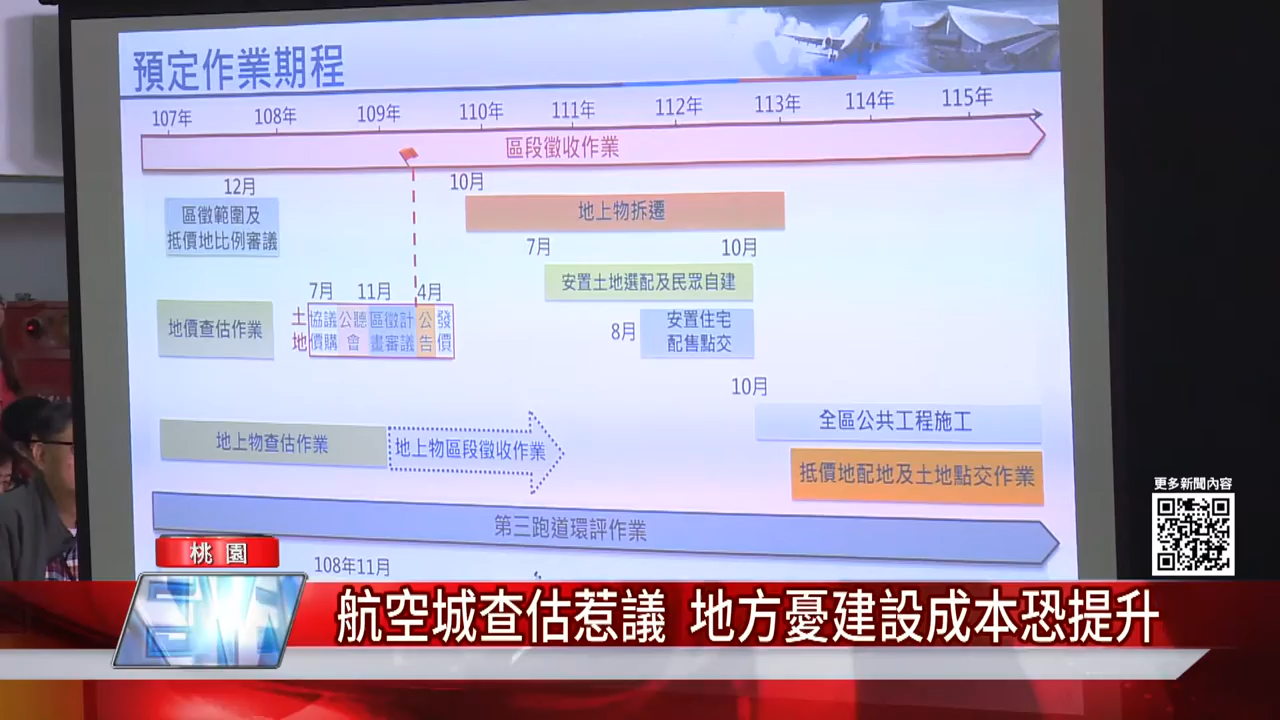 預定作業期程
107年 108年 109年 110年 111年 112年 113年 114年 115年
區段徵收作業
12月
10月
區徵範圍及
抵價地比例審議
地上物拆遷
7月 10月
安置土地選配及民眾自建
7月 11月 4月
地價查估作業
土地
協議價購
公聽會
區徵計畫審議
公告
發價
8月
安置住宅
配售點交
10月
全區公共工程施工
地上物查估作業
地上物區段徵收作業
抵價地配地及土地點交作業
第三跑道環評作業
108年11月
更多新聞內容
桃園
航空城查估惹議 地方憂建設成本恐提升